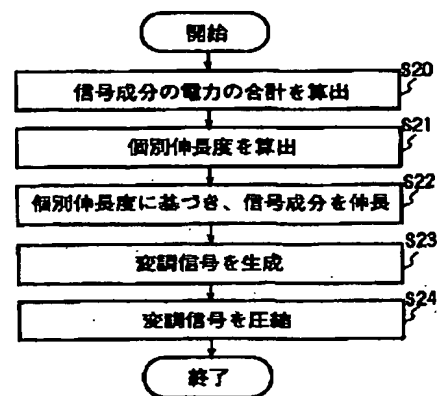 開始
S20
信号成分の電力の合計を算出
S21
個別伸長度を算出
S22
個別伸長度に基づき、信号成分を伸長
S23
変調信号を生成
S24
変調信号を圧縮
終了